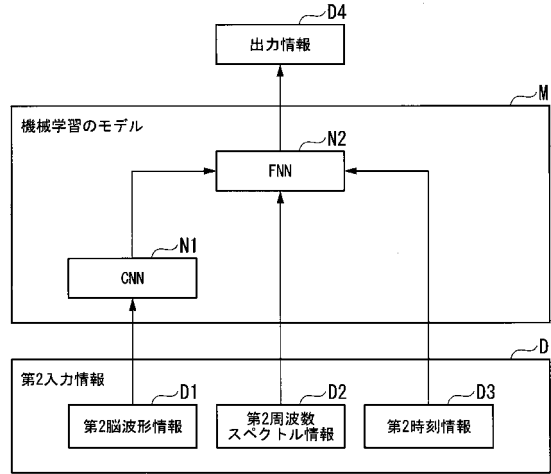 D4
出力情報
M
機械学習のモデル
N2
FNN
N1
CNN
D
第2入力情報
D1
第2脳波形情報
D2
第2周波数
スペクトル情報
D3
第2時刻情報